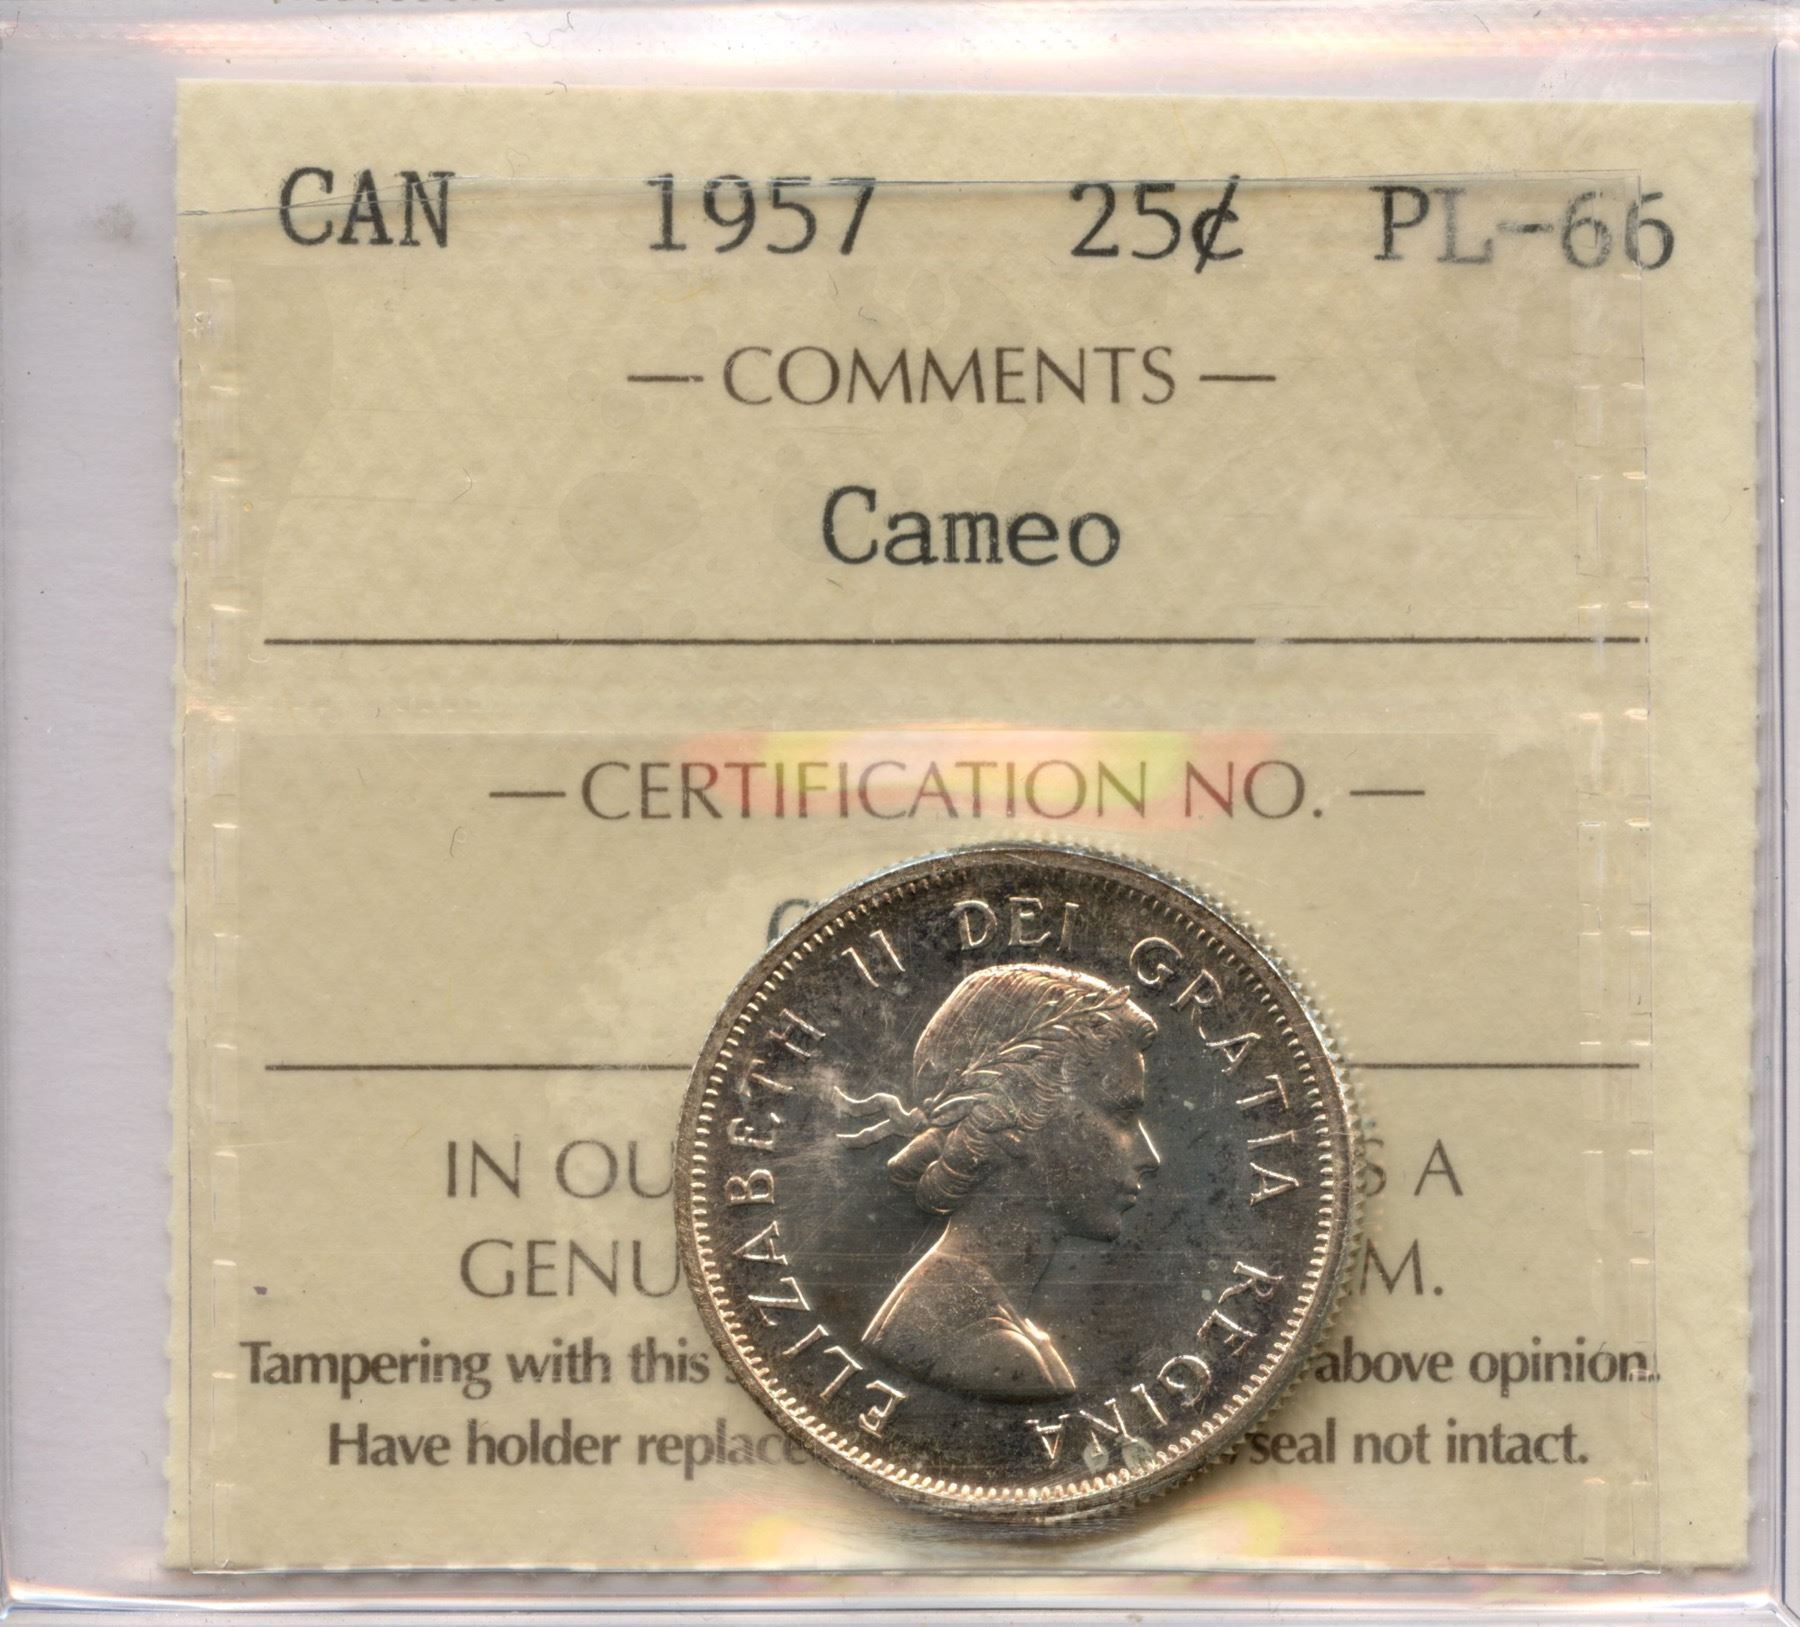 CAN 1957 25¢ PL-66
— COMMENTS —
Cameo
— CERTIFICATION NO. —
ELIZABETH II DEI GRATIA REGINA
IN OU S A
GENU M.
Tampering with this above opinion.
Have holder replace seal not intact.